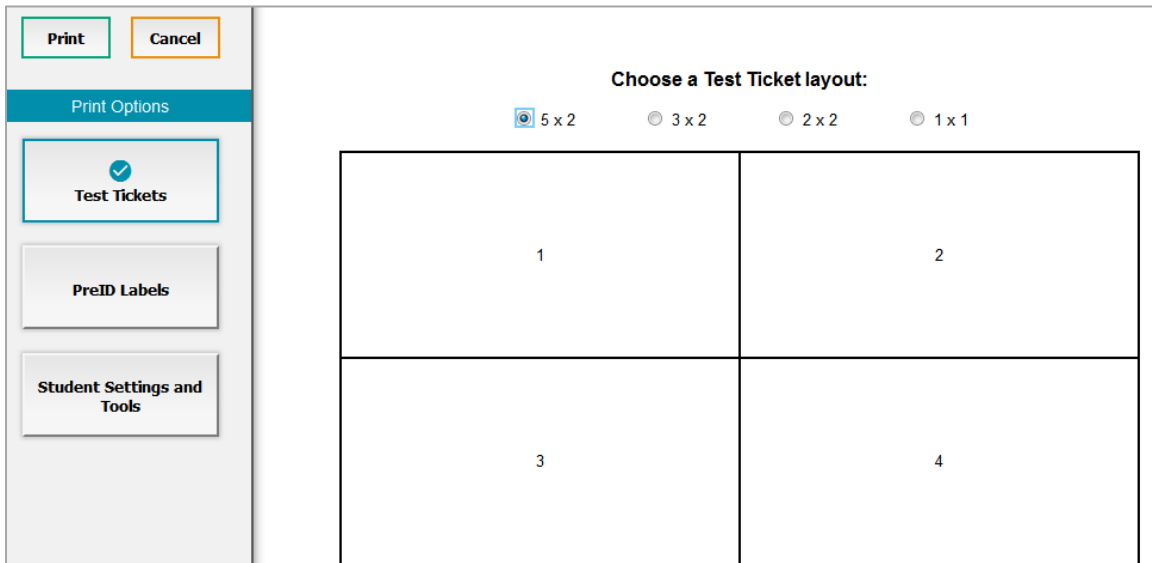 Print
Cancel
Print Options
Test Tickets
PreID Labels
Student Settings and
Tools
Choose a Test Ticket layout:
5 x 2 3 x 2 2 x 2 1 x 1
1 2
3 4